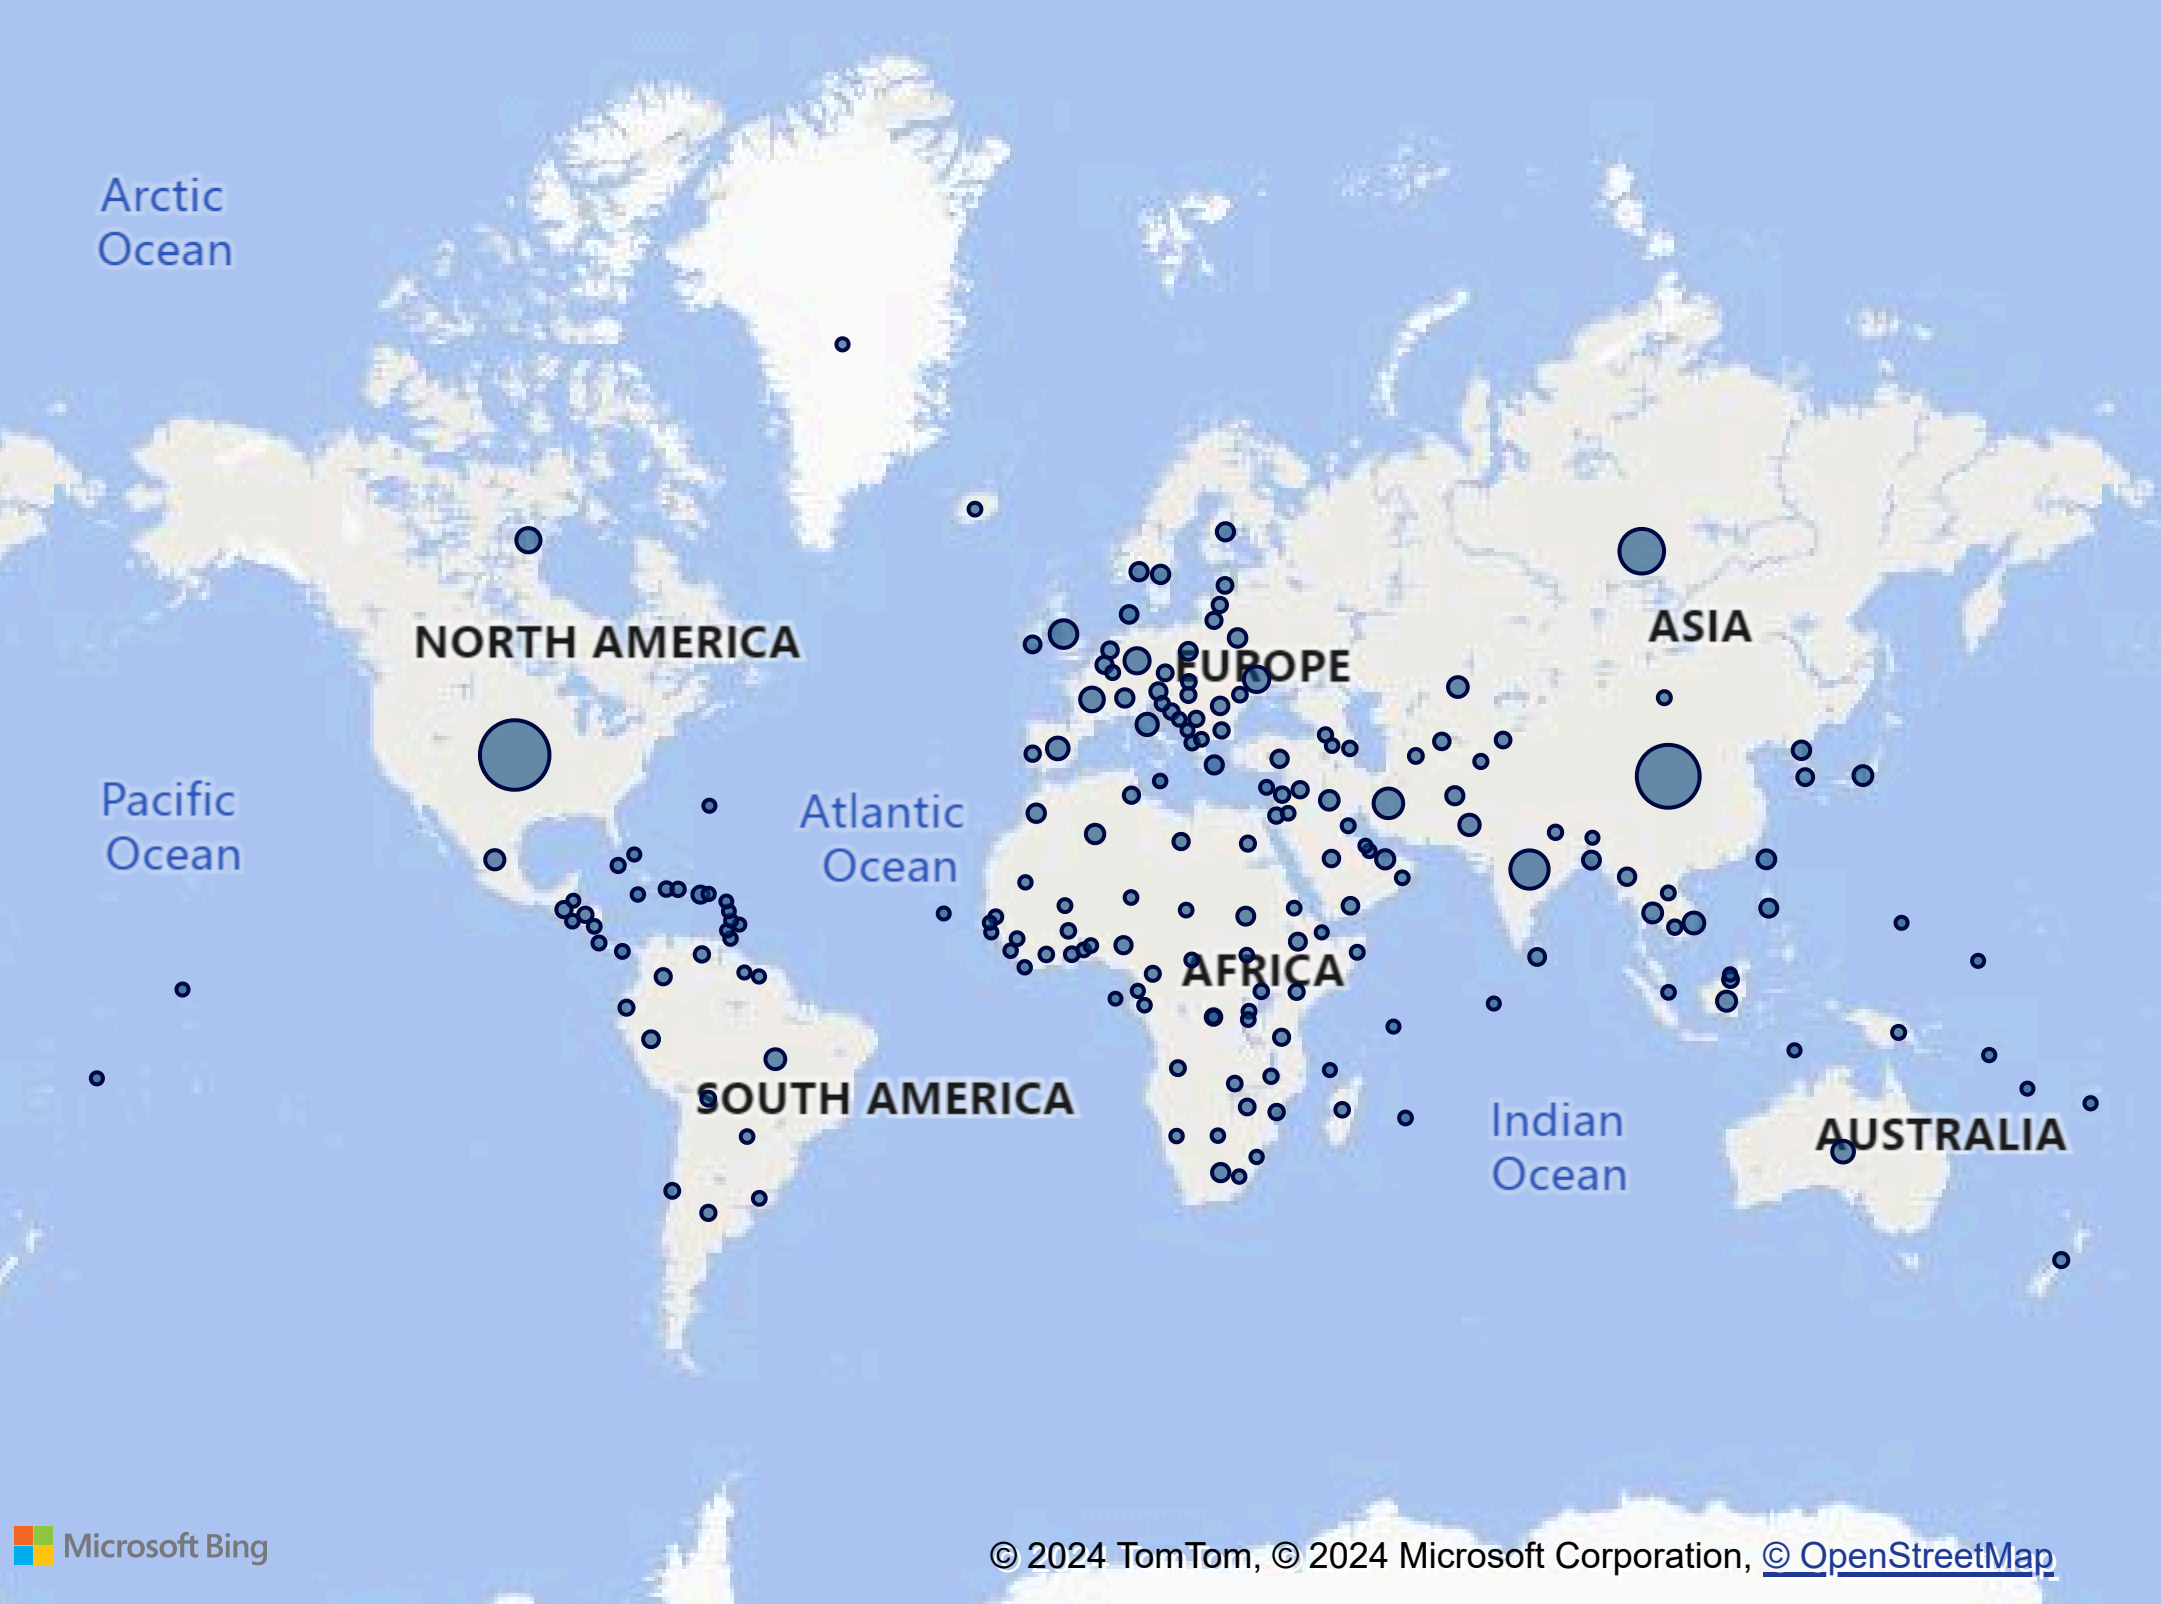 Arctic
Ocean
NORTH AMERICA
ASIA
EUROPE
Pacific
Ocean
Atlantic
Ocean
AFRICA
SOUTH AMERICA
Indian
Ocean
AUSTRALIA
Microsoft Bing
© 2024 TomTom, © 2024 Microsoft Corporation, © OpenStreetMap